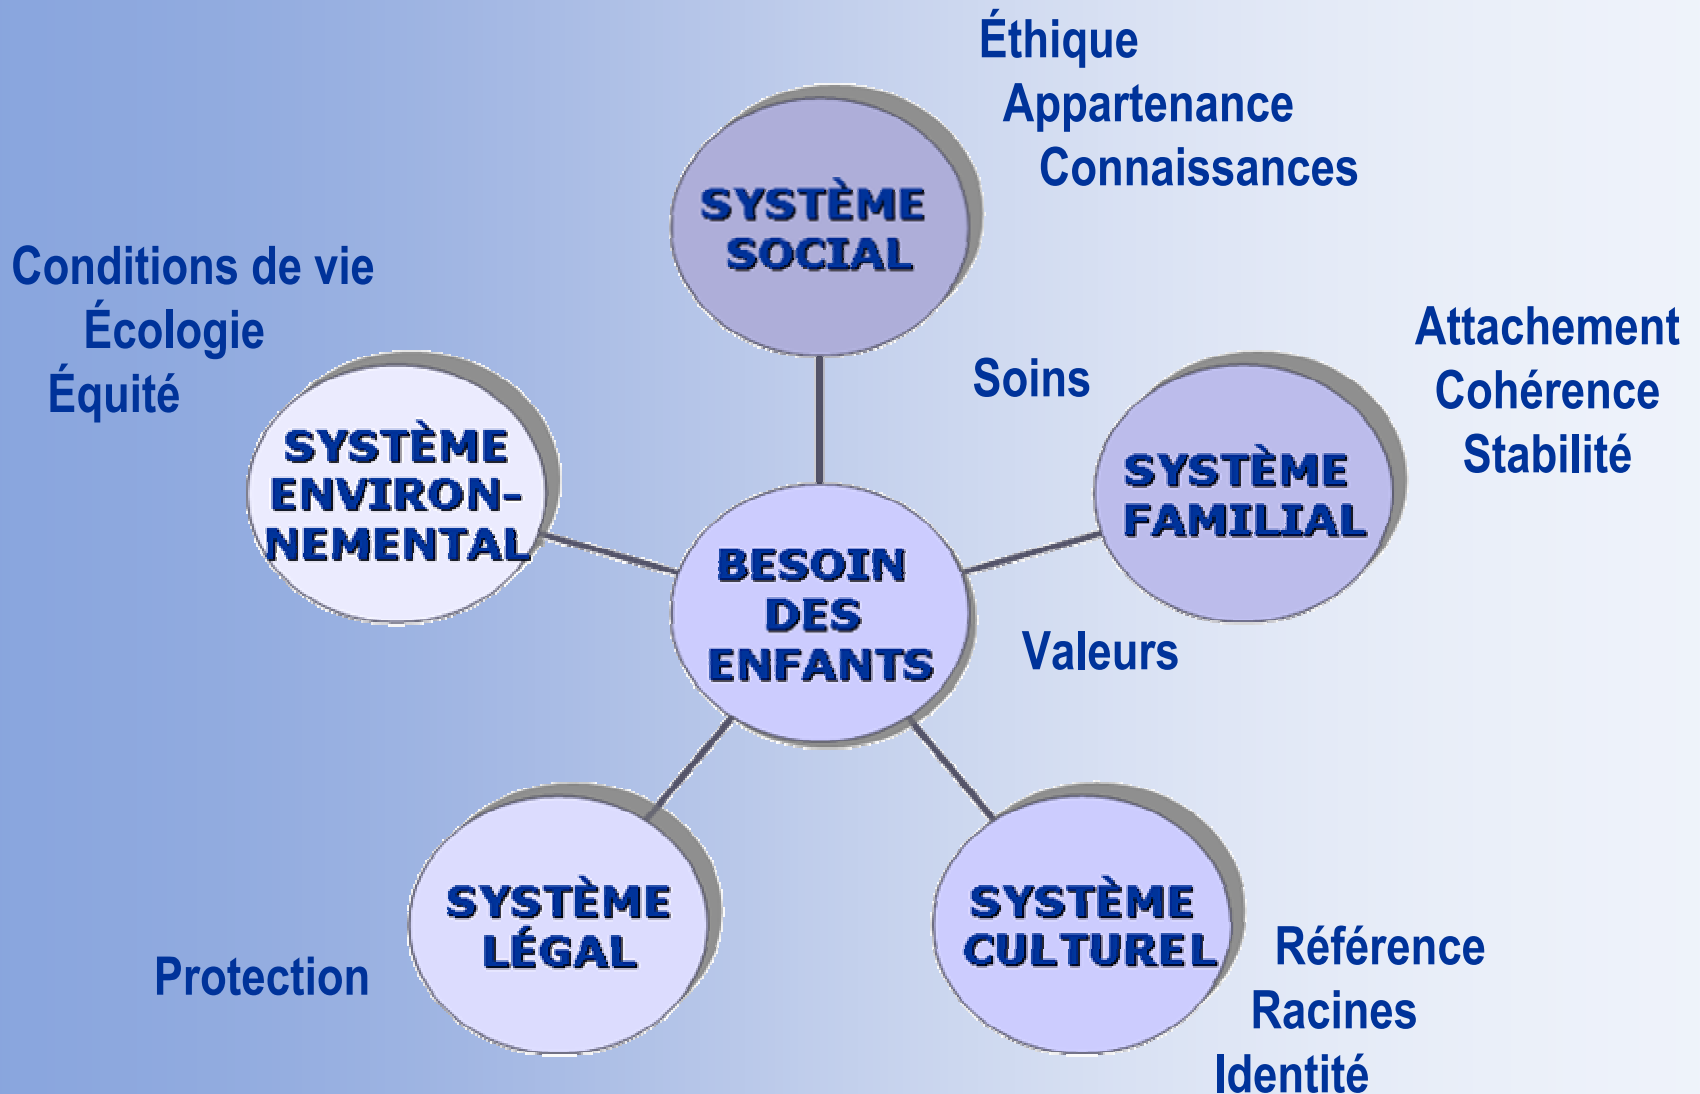 Éthique
Appartenance
Connaissances
SYSTÈME
SOCIAL
Conditions de vie
Écologie
Équité
SYSTÈME
ENVIRON-
NEMENTAL
Soins
Attachement
Cohérence
Stabilité
SYSTÈME
FAMILIAL
BESOIN
DES
ENFANTS
Valeurs
SYSTÈME
LÉGAL
Protection
SYSTÈME
CULTUREL
Référence
Racines
Identité